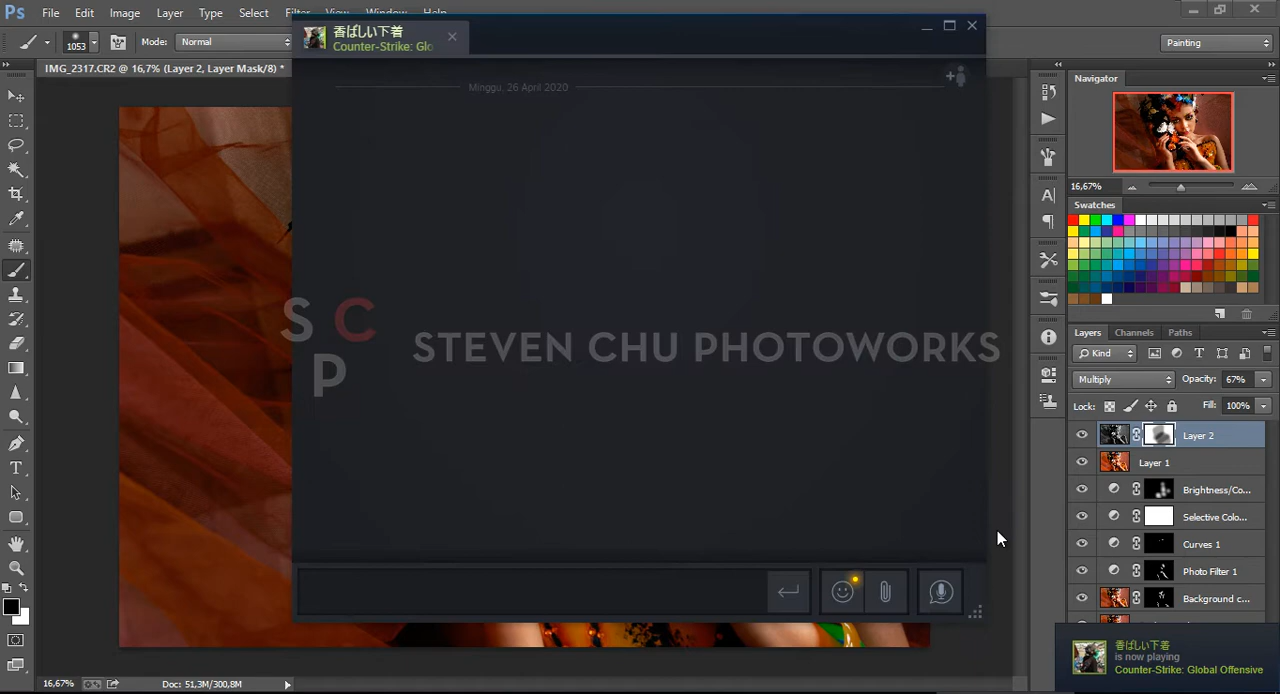 Ps File Edit Image Layer Type Select Filter View Window Help
1053 Mode: Normal Painting
IMG_2317.CR2 @ 16,7% (Layer 2, Layer Mask/8) *
香ばしい下着
Counter-Strike: Glo
Minggu, 26 April 2020
S C P
STEVEN CHU PHOTOWORKS
Navigator
16,67%
Swatches
Layers Channels Paths
Kind
Multiply Opacity: 67%
Lock: Fill: 100%
Layer 2
Layer 1
Brightness/Co...
Selective Colo...
Curves 1
Photo Filter 1
Background c...
香ばしい下着
is now playing
Counter-Strike: Global Offensive
16,67% Doc: 51,3M/300,8M